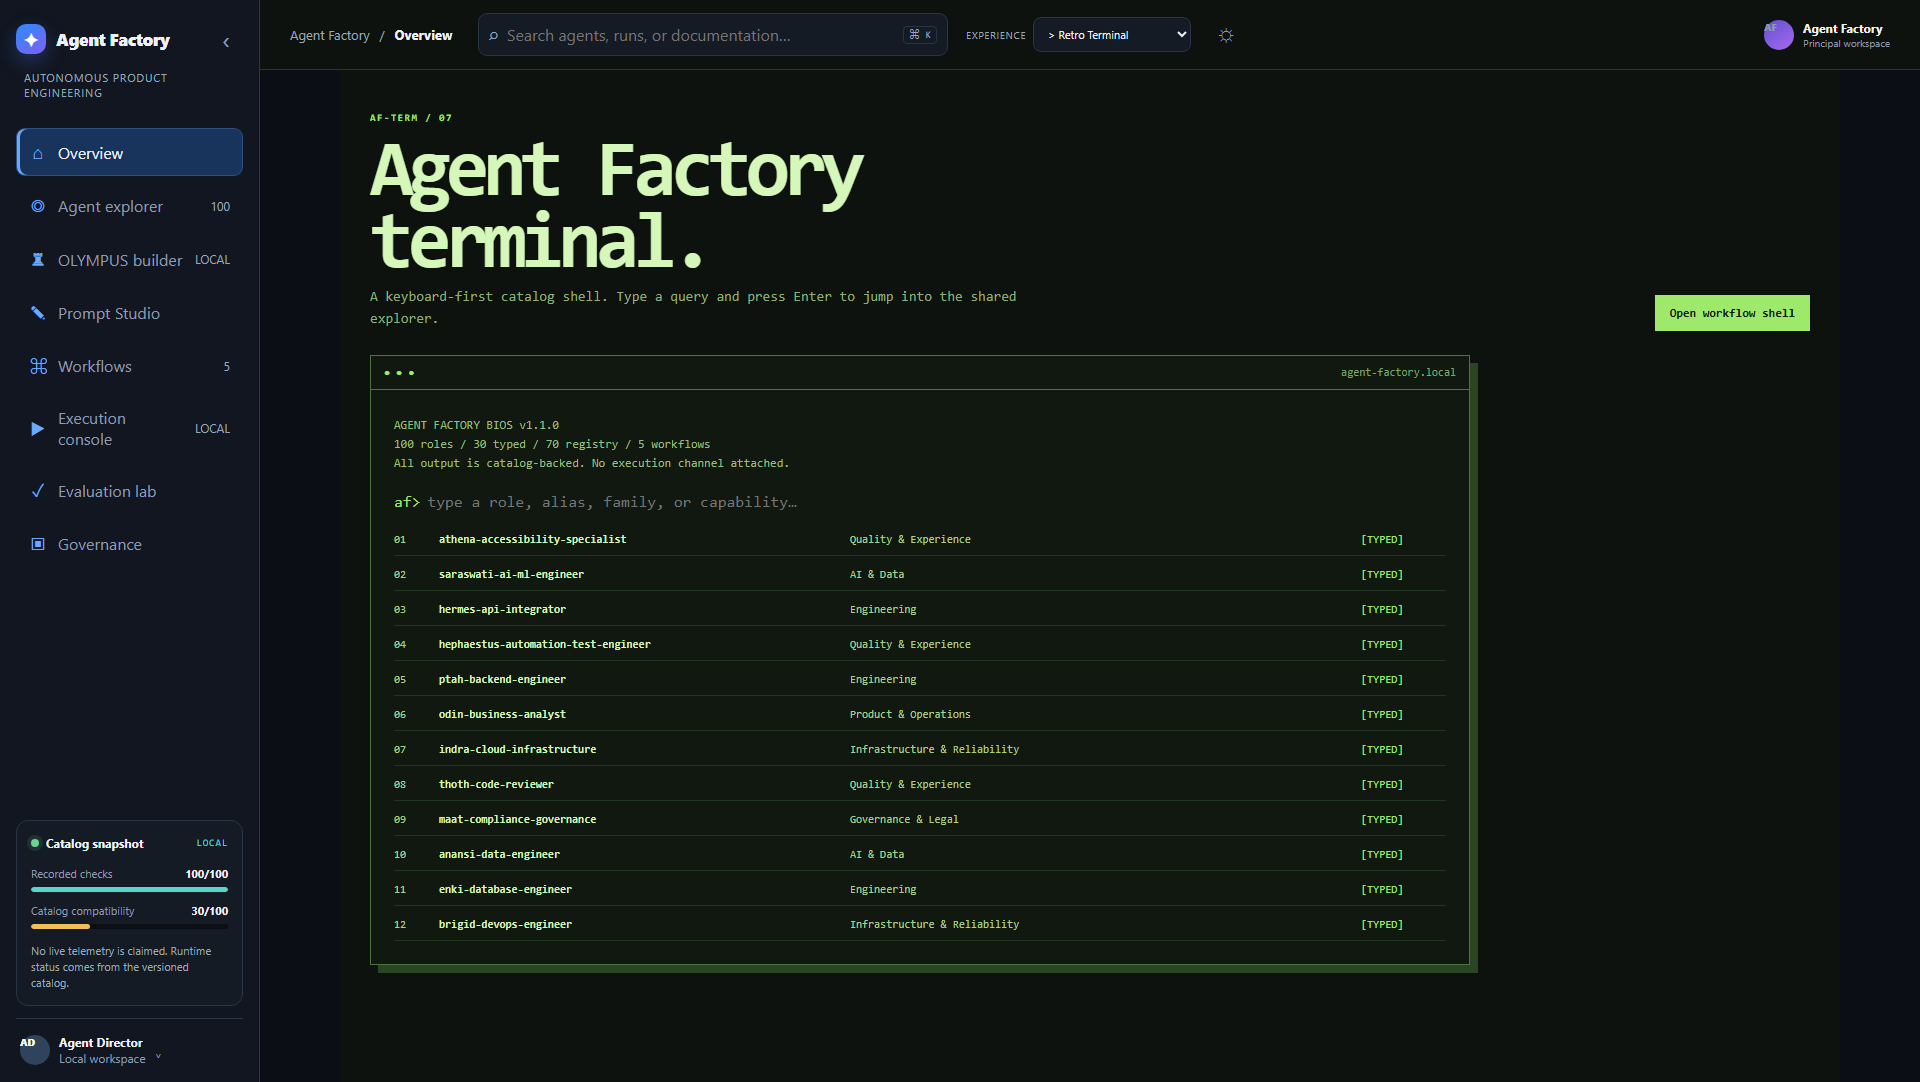 Agent Factory
AUTONOMOUS PRODUCT
ENGINEERING
Overview
Agent explorer 100
OLYMPUS builder LOCAL
Prompt Studio
Workflows 5
Execution
console LOCAL
Evaluation lab
Governance
Catalog snapshot LOCAL
Recorded checks 100/100
Catalog compatibility 30/100
No live telemetry is claimed. Runtime
status comes from the versioned
catalog.
AD Agent Director
Local workspace
Agent Factory / Overview
Search agents, runs, or documentation... ⌘ K
EXPERIENCE > Retro Terminal
AF Agent Factory
Principal workspace
AF-TERM / 07
Agent Factory
terminal.
A keyboard-first catalog shell. Type a query and press Enter to jump into the shared
explorer.
Open workflow shell
agent-factory.local
AGENT FACTORY BIOS v1.1.0
100 roles / 30 typed / 70 registry / 5 workflows
All output is catalog-backed. No execution channel attached.
af> type a role, alias, family, or capability…
01 athena-accessibility-specialist Quality & Experience [TYPED]
02 saraswati-ai-ml-engineer AI & Data [TYPED]
03 hermes-api-integrator Engineering [TYPED]
04 hephaestus-automation-test-engineer Quality & Experience [TYPED]
05 ptah-backend-engineer Engineering [TYPED]
06 odin-business-analyst Product & Operations [TYPED]
07 indra-cloud-infrastructure Infrastructure & Reliability [TYPED]
08 thoth-code-reviewer Quality & Experience [TYPED]
09 maat-compliance-governance Governance & Legal [TYPED]
10 anansi-data-engineer AI & Data [TYPED]
11 enki-database-engineer Engineering [TYPED]
12 brigid-devops-engineer Infrastructure & Reliability [TYPED]